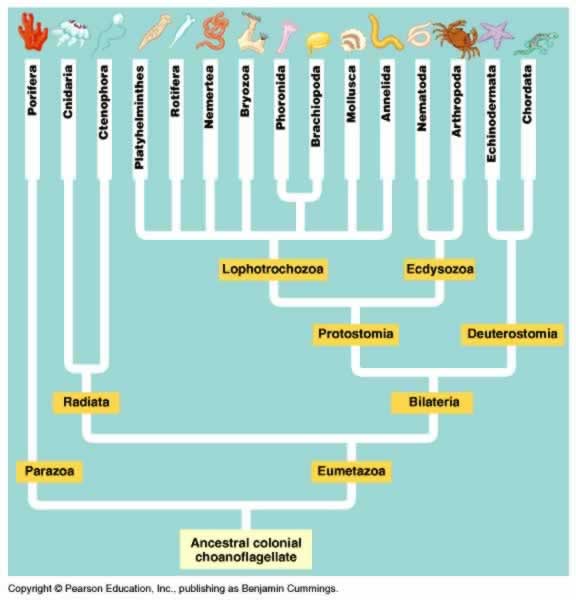 Porifera
Cnidaria
Ctenophora
Platyhelminthes
Rotifera
Nemertea
Bryozoa
Phoronida
Brachiopoda
Mollusca
Annelida
Nematoda
Arthropoda
Echinodermata
Chordata
Lophotrochozoa
Ecdysozoa
Protostomia
Deuterostomia
Radiata
Bilateria
Parazoa
Eumetazoa
Ancestral colonial
choanoflagellate
Copyright © Pearson Education, Inc., publishing as Benjamin Cummings.